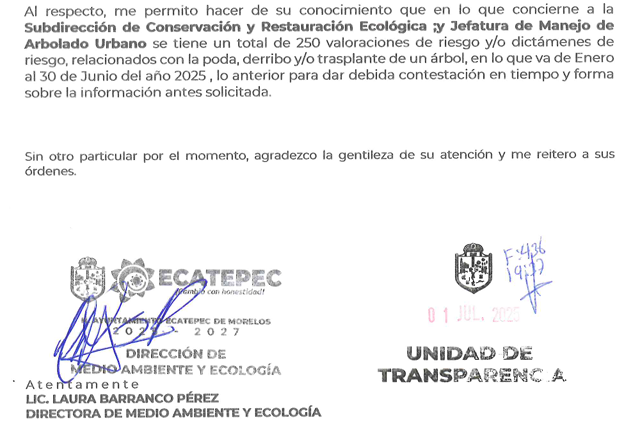 Al respecto, me permito hacer de su conocimiento que en lo que concierne a la
Subdirección de Conservación y Restauración Ecológica ;y Jefatura de Manejo de
Arbolado Urbano se tiene un total de 250 valoraciones de riesgo y/o dictámenes de
riesgo, relacionados con la poda, derribo y/o trasplante de un árbol, en lo que va de Enero
al 30 de Junio del año 2025 , lo anterior para dar debida contestación en tiempo y forma
sobre la información antes solicitada.
Sin otro particular por el momento, agradezco la gentileza de su atención y me reitero a sus
órdenes.
ECATEPEC
¡Cambio con honestidad!
AYUNTAMIENTO ECATEPEC DE MORELOS
2025 2027
DIRECCIÓN DE
MEDIO AMBIENTE Y ECOLOGÍA
Atentamente
LIC. LAURA BARRANCO PÉREZ
DIRECTORA DE MEDIO AMBIENTE Y ECOLOGÍA
01 JUL. 2025
UNIDAD DE
TRANSPARENCIA